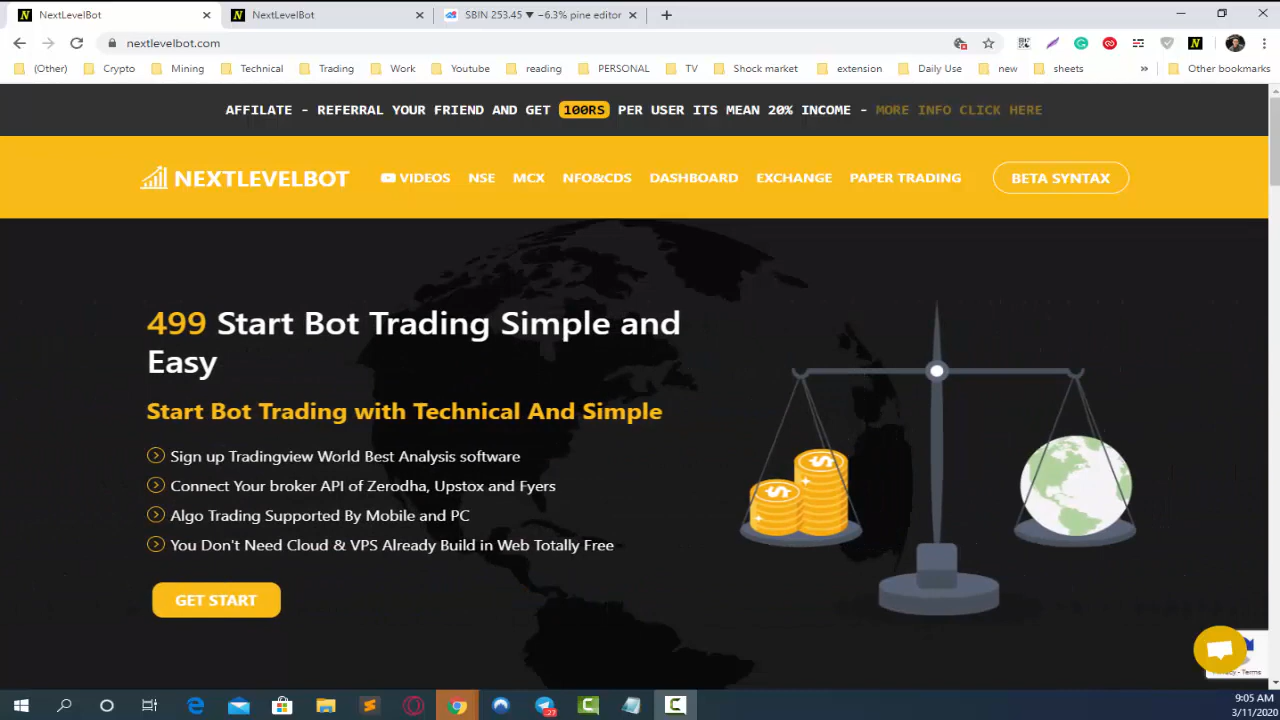 NextLevelBot
NextLevelBot
SBIN 253.45 ▼ −6.3% pine editor
nextlevelbot.com
(Other)
Crypto
Mining
Technical
Trading
Work
Youtube
reading
PERSONAL
TV
Shock market
extension
Daily Use
new
sheets
»
Other bookmarks
AFFILATE - REFERRAL YOUR FRIEND AND GET 100RS PER USER ITS MEAN 20% INCOME - MORE INFO CLICK HERE
NEXTLEVELBOT
VIDEOS
NSE
MCX
NFO&CDS
DASHBOARD
EXCHANGE
PAPER TRADING
BETA SYNTAX
499 Start Bot Trading Simple and
Easy
Start Bot Trading with Technical And Simple
Sign up Tradingview World Best Analysis software
Connect Your broker API of Zerodha, Upstox and Fyers
Algo Trading Supported By Mobile and PC
You Don't Need Cloud & VPS Already Build in Web Totally Free
GET START
- Terms
27
9:05 AM
3/11/2020